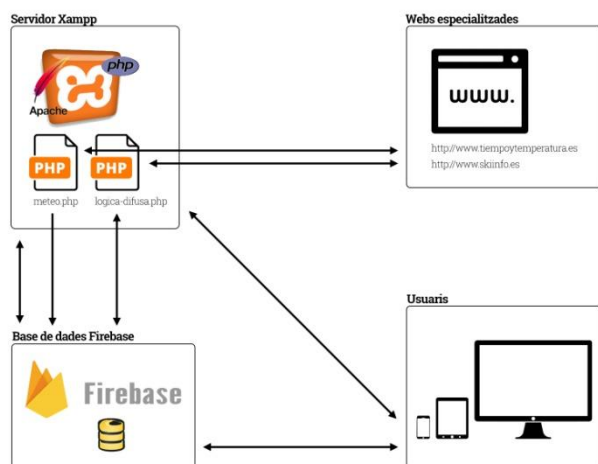 Servidor Xampp
php
Apache
PHP
PHP
meteo.php
logica-difusa.php
Webs especialitzades
www.
http//www.tiempoytemperatura.es
http//www.skiinfo.es
Base de dades Firebase
Firebase
Usuaris